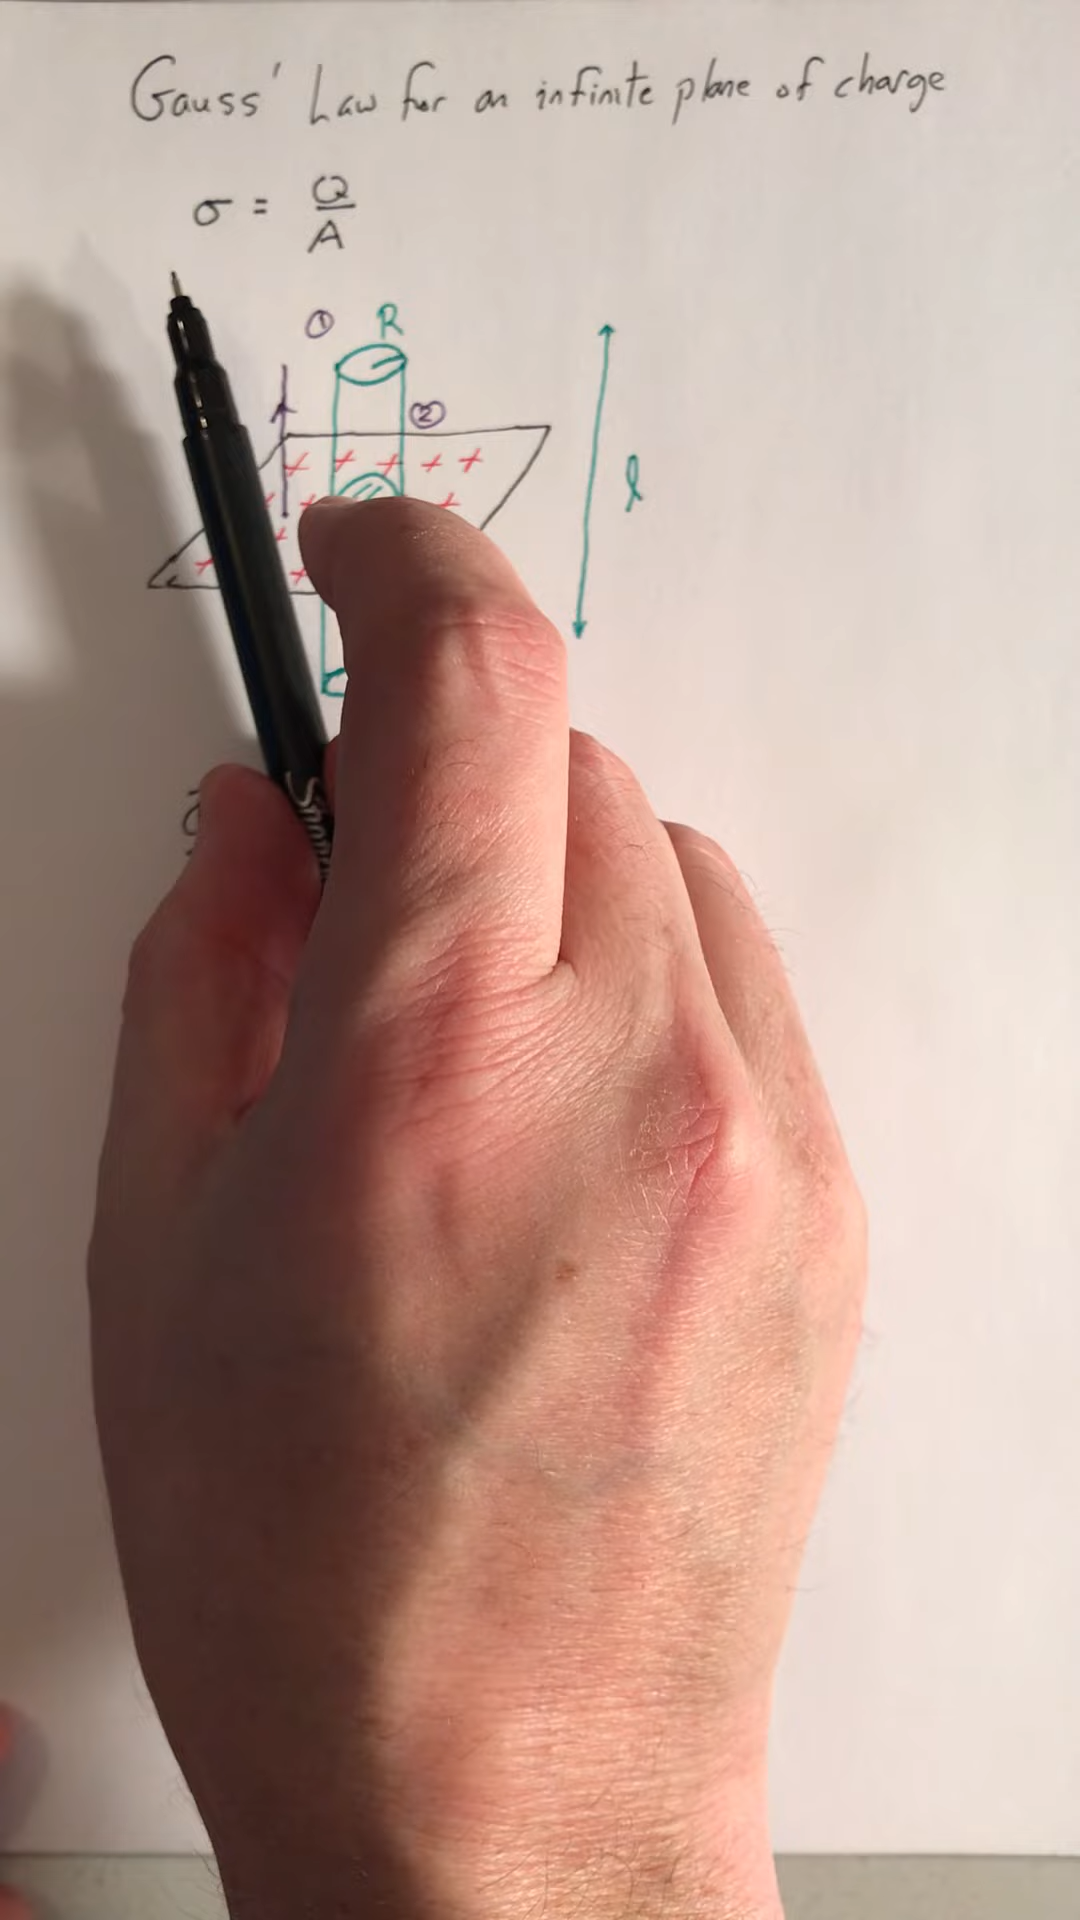 Gauss' Law for an infinite plane of charge
σ = Q
A
① R
②
+ + + + +
+ + +
+
+ +
l